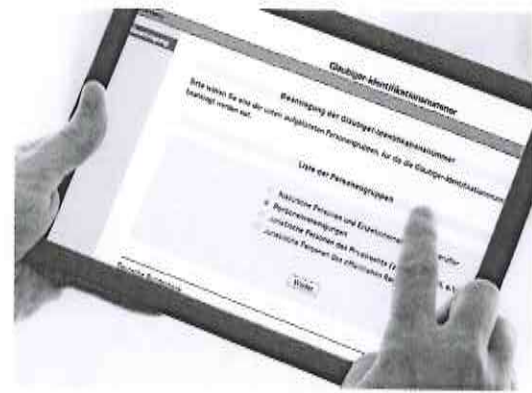 Gläubiger-Identifikationsnummer
Beantragung der Gläubiger-Identifikationsnummer
Bitte wählen Sie eine der unten aufgelisteten Personengruppen, für die die Gläubiger-Identifikationsnummer
beantragt werden soll.
Liste der Personengruppen
Natürliche Personen und
Personenvereinigungen
Juristische Personen des Privatrechts
Juristische Personen des öffentlichen
Weiter